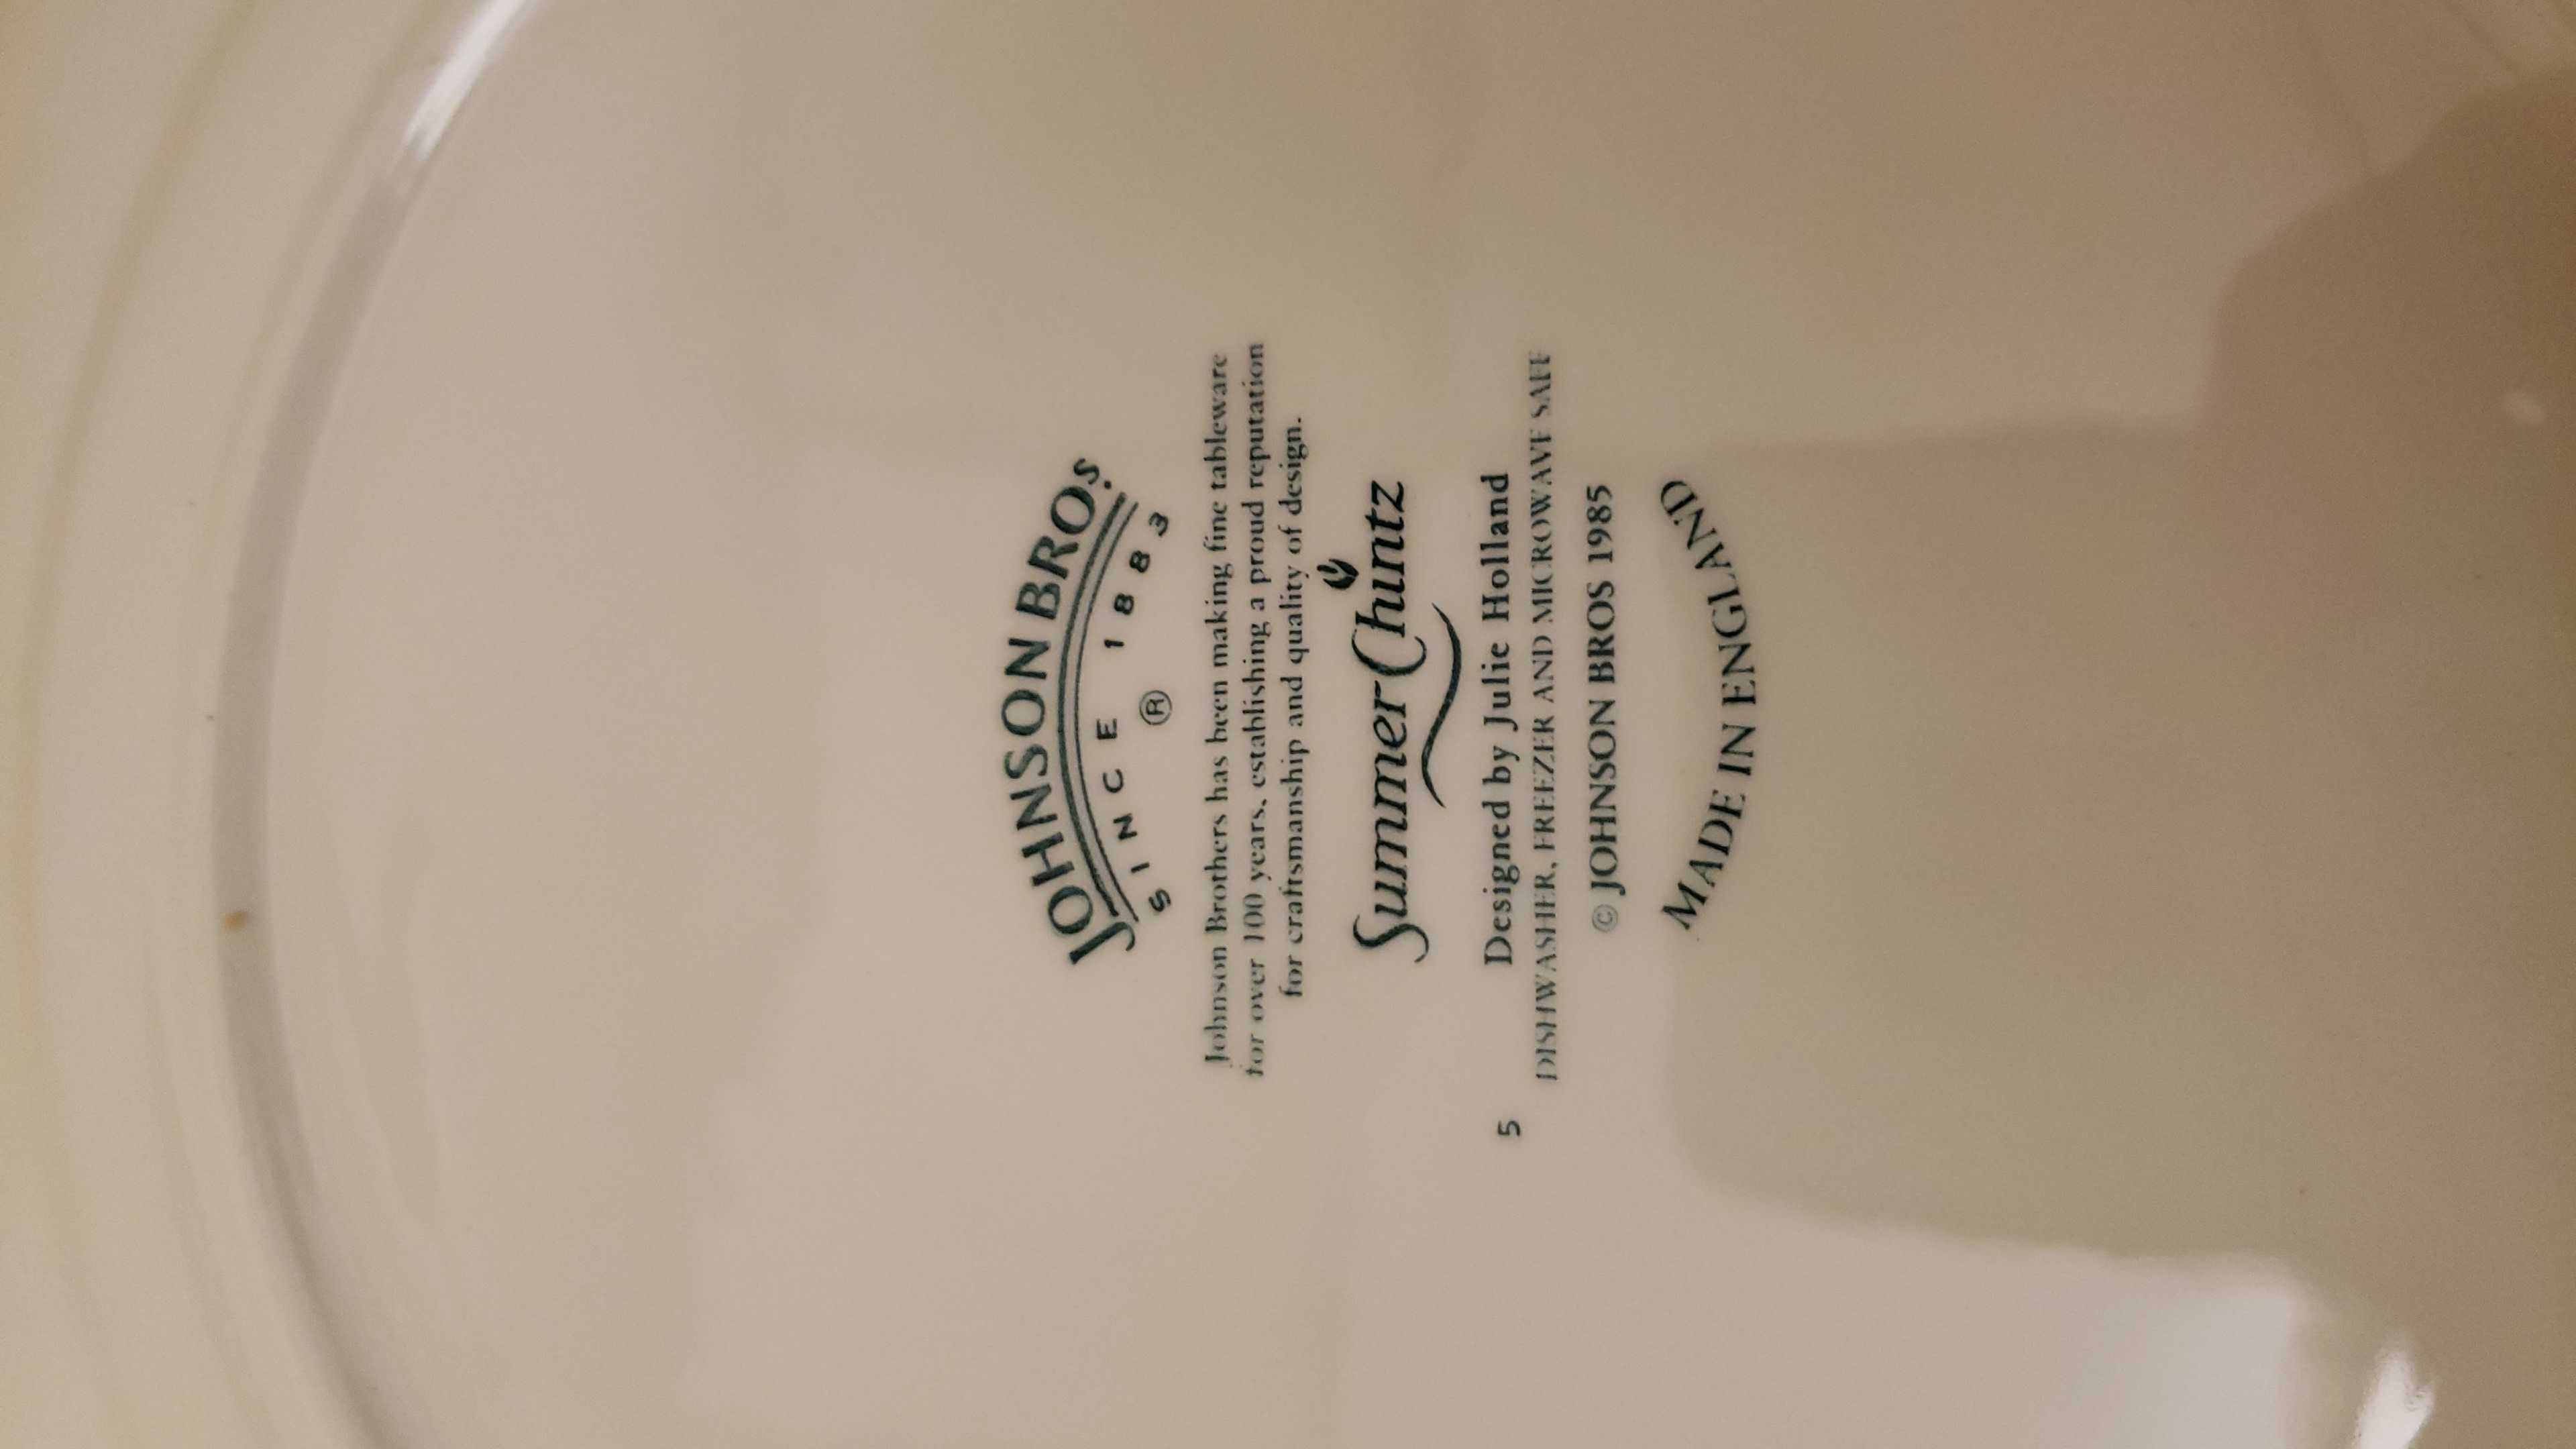 JOHNSON BROS.
SINCE 1883
®
Johnson Brothers has been making fine tableware
for over 100 years, establishing a proud reputation
for craftsmanship and quality of design.
Summer Chintz
5 Designed by Julie Holland
DISHWASHER, FREEZER AND MICROWAVE SAFE
© JOHNSON BROS 1985
MADE IN ENGLAND